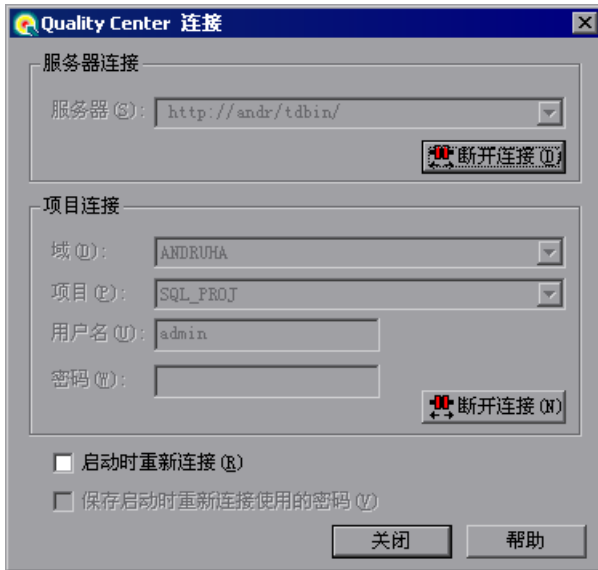 Quality Center 连接
服务器连接
服务器(S): http://andr/tdbin/
断开连接(D)
项目连接
域(D): ANDRUHA
项目(P): SQL_PROJ
用户名(U): admin
密码(W):
断开连接(N)
启动时重新连接(R)
保存启动时重新连接使用的密码(V)
关闭 帮助